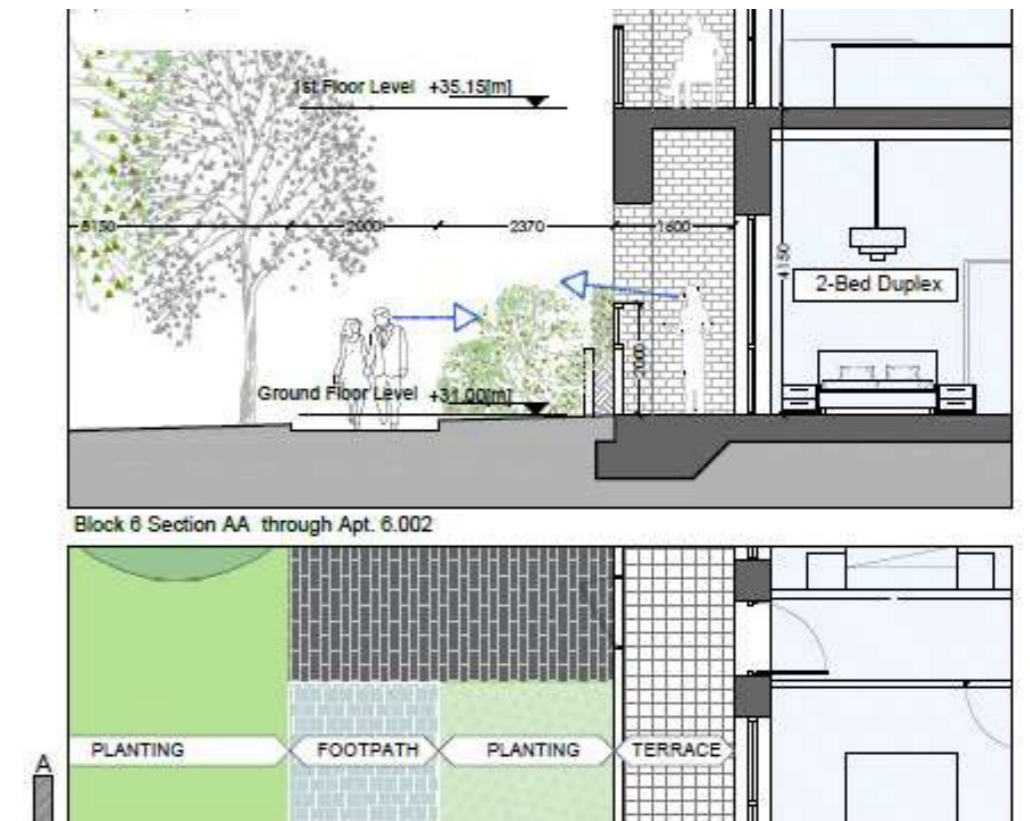 1st Floor Level +35.15[m]
5150 2000 2370 1600
4150
2-Bed Duplex
2000
Ground Floor Level +31.00[m]
Block 6 Section AA through Apt. 6.002
PLANTING FOOTPATH PLANTING TERRACE
A